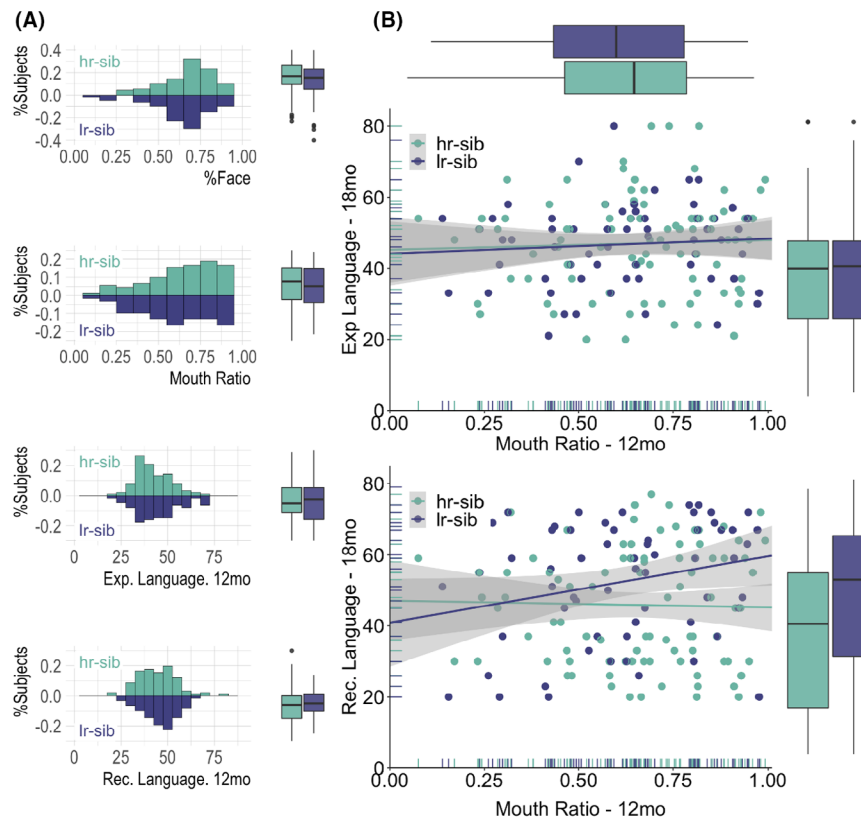 (A)
%Subjects
0.4
0.2
0.0
-0.2
-0.4
hr-sib
lr-sib
0.00
0.25
0.50
0.75
1.00
%Face
%Subjects
0.2
0.1
0.0
-0.1
-0.2
hr-sib
lr-sib
0.00
0.25
0.50
0.75
1.00
Mouth Ratio
%Subjects
0.2
0.0
-0.2
hr-sib
lr-sib
25
50
75
Exp. Language. 12mo
%Subjects
0.2
0.0
-0.2
hr-sib
lr-sib
25
50
75
Rec. Language. 12mo
(B)
Exp Language - 18mo
80
60
40
20
0
hr-sib
lr-sib
0.00
0.25
0.50
0.75
1.00
Mouth Ratio - 12mo
Rec. Language - 18mo
80
60
40
20
0
hr-sib
lr-sib
0.00
0.25
0.50
0.75
1.00
Mouth Ratio - 12mo